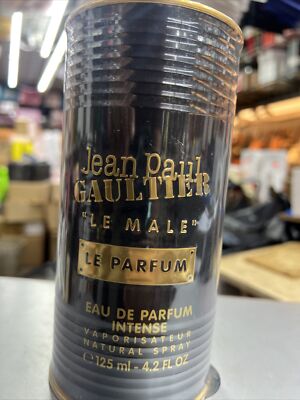 Jean Paul
GAULTIER
"LE MALE"
LE PARFUM
EAU DE PARFUM
INTENSE
VAPORISATEUR
NATURAL SPRAY
℮ 125 ml - 4.2 FL OZ